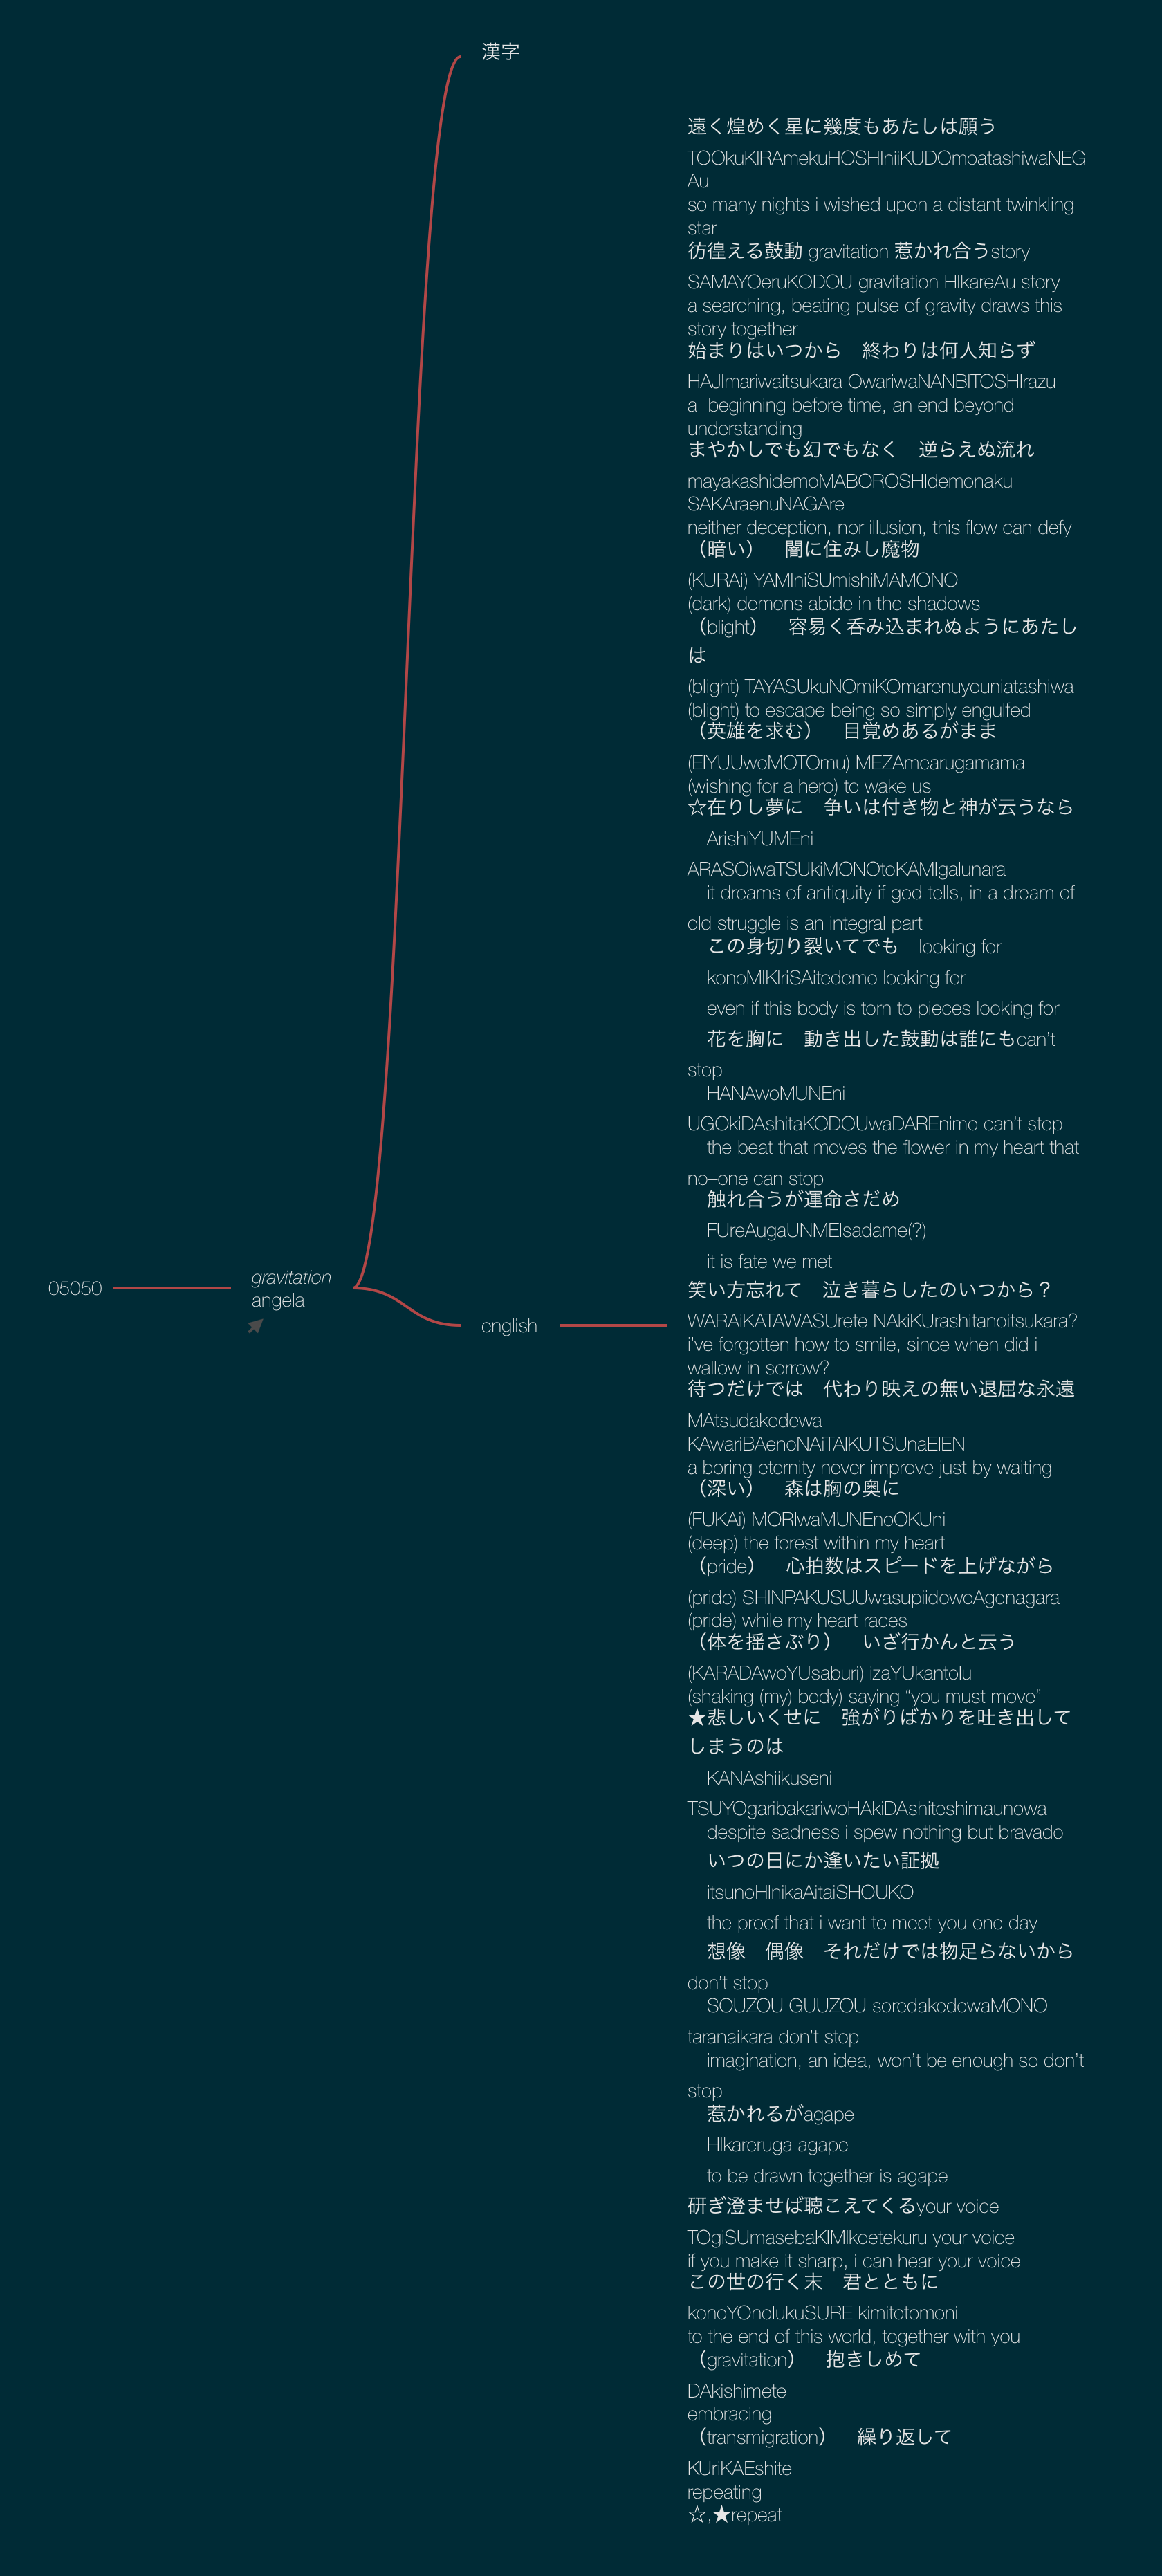 漢字
遠く煌めく星に幾度もあたしは願う
TOOkuKIRAmekuHOSHIniiKUDOmoatashiwaNEG
Au
so many nights i wished upon a distant twinkling
star
彷徨える鼓動 gravitation 惹かれ合うstory
SAMAYOeruKODOU gravitation HIkareAu story
a searching, beating pulse of gravity draws this
story together
始まりはいつから　終わりは何人知らず
HAJImariwaitsukara OwariwaNANBITOSHIrazu
a  beginning before time, an end beyond
understanding
まやかしでも幻でもなく　逆らえぬ流れ
mayakashidemoMABOROSHIdemonaku
SAKAraenuNAGAre
neither deception, nor illusion, this flow can defy
（暗い）　闇に住みし魔物
(KURAi) YAMIniSUmishiMAMONO
(dark) demons abide in the shadows
（blight）　容易く呑み込まれぬようにあたし
は
(blight) TAYASUkuNOmiKOmarenuyouniatashiwa
(blight) to escape being so simply engulfed
（英雄を求む）　目覚めあるがまま
(EIYUUwoMOTOmu) MEZAmearugamama
(wishing for a hero) to wake us
☆在りし夢に　争いは付き物と神が云うなら
ArishiYUMEni
ARASOiwaTSUkiMONOtoKAMIgaIunara
it dreams of antiquity if god tells, in a dream of
old struggle is an integral part
この身切り裂いてでも　looking for
konoMIKIriSAitedemo looking for
even if this body is torn to pieces looking for
花を胸に　動き出した鼓動は誰にもcan't
stop
HANAwoMUNEni
UGOkiDAshitaKODOUwaDAREnimo can't stop
the beat that moves the flower in my heart that
no–one can stop
触れ合うが運命さだめ
FUreAugaUNMEIsadame(?)
it is fate we met
05050
gravitation
angela
english
笑い方忘れて　泣き暮らしたのいつから？
WARAiKATAWASUrete NAkiKUrashitanoitsukara?
i've forgotten how to smile, since when did i
wallow in sorrow?
待つだけでは　代わり映えの無い退屈な永遠
MAtsudakedewa
KAwariBAenoNAiTAIKUTSUnaEIEN
a boring eternity never improve just by waiting
（深い）　森は胸の奥に
(FUKAi) MORIwaMUNEnoOKUni
(deep) the forest within my heart
（pride）　心拍数はスピードを上げながら
(pride) SHINPAKUSUUwasupiidowoAgenagara
(pride) while my heart races
（体を揺さぶり）　いざ行かんと云う
(KARADAwoYUsaburi) izaYUkantoIu
(shaking (my) body) saying “you must move”
★悲しいくせに　強がりばかりを吐き出して
しまうのは
KANAshiikuseni
TSUYOgaribakariwoHAkiDAshiteshimaunowa
despite sadness i spew nothing but bravado
いつの日にか逢いたい証拠
itsunoHInikaAitaiSHOUKO
the proof that i want to meet you one day
想像　偶像　それだけでは物足らないから
don't stop
SOUZOU GUUZOU soredakedewaMONO
taranaikara don't stop
imagination, an idea, won't be enough so don't
stop
惹かれるがagape
HIkareruga agape
to be drawn together is agape
研ぎ澄ませば聴こえてくるyour voice
TOgiSUmasebaKIMIkoetekuru your voice
if you make it sharp, i can hear your voice
この世の行く末　君とともに
konoYOnoIukuSURE kimitotomoni
to the end of this world, together with you
（gravitation）　抱きしめて
DAkishimete
embracing
（transmigration）　繰り返して
KUriKAEshite
repeating
☆,★repeat